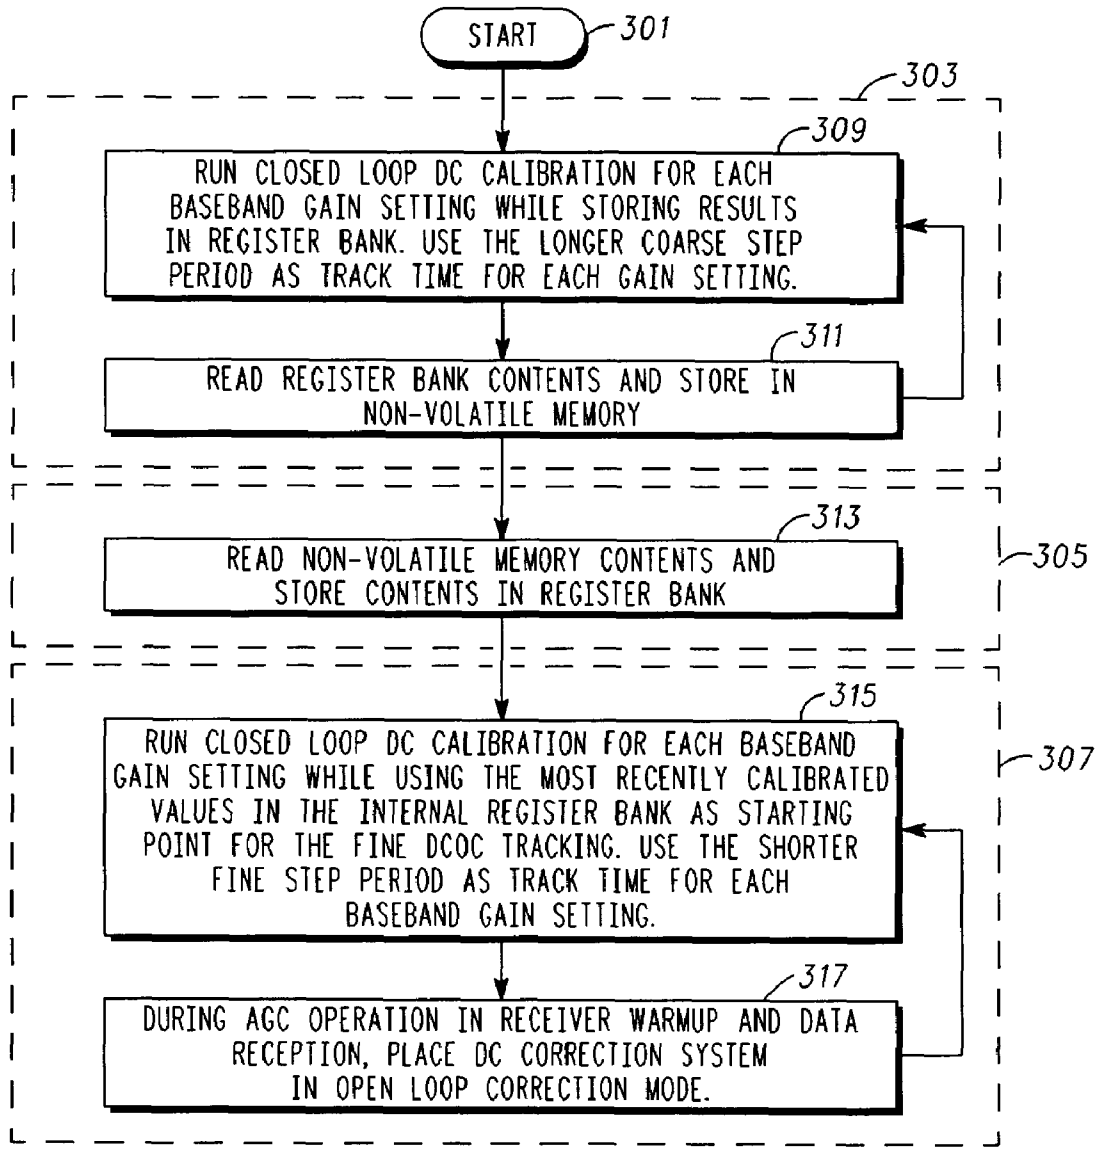 START
301
303
309
RUN CLOSED LOOP DC CALIBRATION FOR EACH
BASEBAND GAIN SETTING WHILE STORING RESULTS
IN REGISTER BANK. USE THE LONGER COARSE STEP
PERIOD AS TRACK TIME FOR EACH GAIN SETTING.
311
READ REGISTER BANK CONTENTS AND STORE IN
NON-VOLATILE MEMORY
313
READ NON-VOLATILE MEMORY CONTENTS AND
STORE CONTENTS IN REGISTER BANK
305
315
RUN CLOSED LOOP DC CALIBRATION FOR EACH BASEBAND
GAIN SETTING WHILE USING THE MOST RECENTLY CALIBRATED
VALUES IN THE INTERNAL REGISTER BANK AS STARTING
POINT FOR THE FINE DCOC TRACKING. USE THE SHORTER
FINE STEP PERIOD AS TRACK TIME FOR EACH
BASEBAND GAIN SETTING.
307
317
DURING AGC OPERATION IN RECEIVER WARMUP AND DATA
RECEPTION, PLACE DC CORRECTION SYSTEM
IN OPEN LOOP CORRECTION MODE.